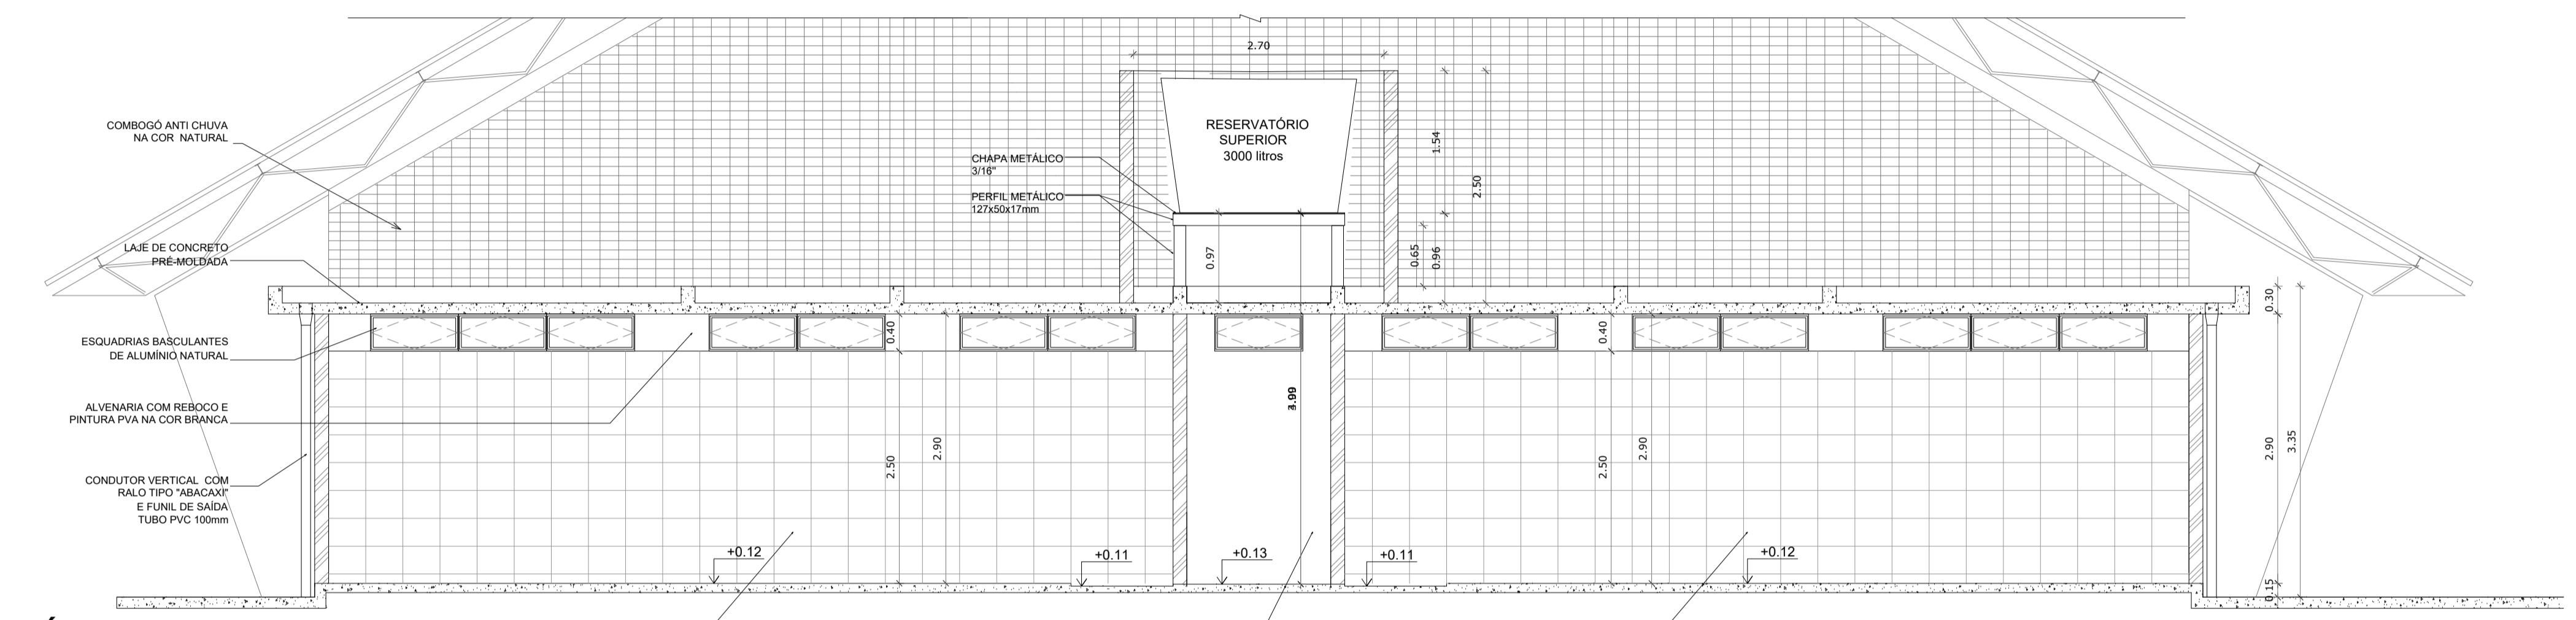 2.70
COMBOGÓ ANTI CHUVA
NA COR NATURAL
RESERVATÓRIO
SUPERIOR
3000 litros
1.54
2.50
CHAPA METÁLICO
3/16"
PERFIL METÁLICO
127x50x17mm
LAJE DE CONCRETO
PRÉ-MOLDADA
0.97
0.65
0.96
0.30
ESQUADRIAS BASCULANTES
DE ALUMÍNIO NATURAL
0.40
0.40
ALVENARIA COM REBOCO E
PINTURA PVA NA COR BRANCA
2.50
2.90
2.50
2.90
2.90
3.35
CONDUTOR VERTICAL COM
RALO TIPO "ABACAXI"
E FUNIL DE SAÍDA
TUBO PVC 100mm
+0.12
+0.11
+0.13
+0.11
+0.12
0.15